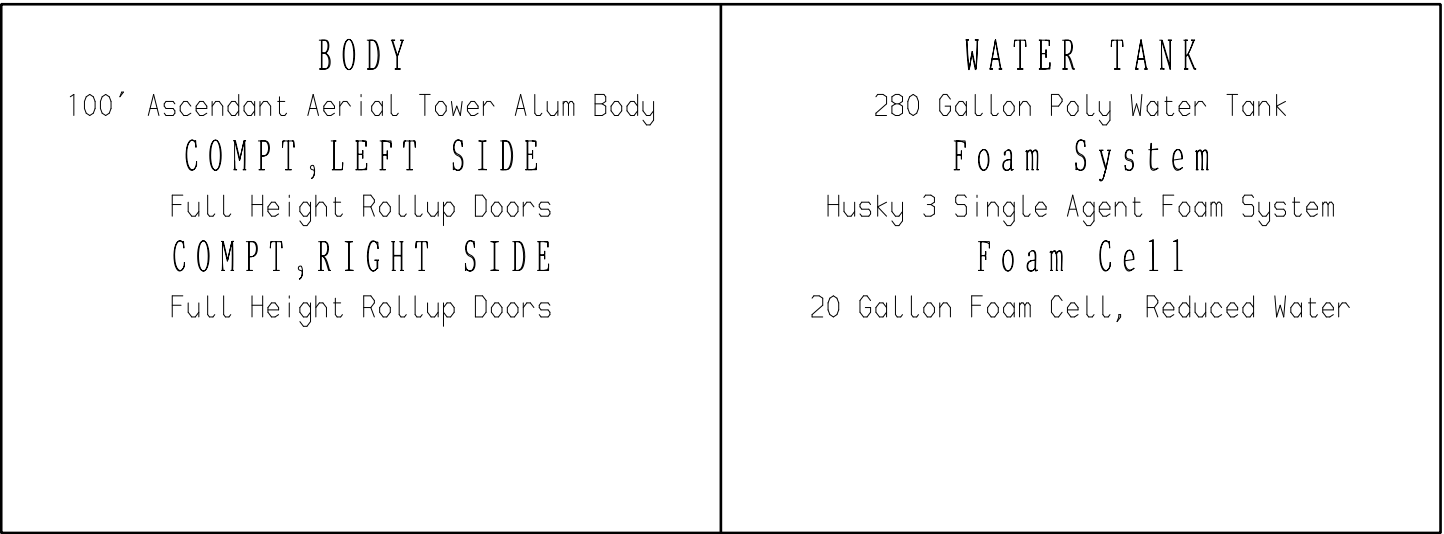 BODY
100' Ascendant Aerial Tower Alum Body
COMPT,LEFT SIDE
Full Height Rollup Doors
COMPT,RIGHT SIDE
Full Height Rollup Doors
WATER TANK
280 Gallon Poly Water Tank
Foam System
Husky 3 Single Agent Foam System
Foam Cell
20 Gallon Foam Cell, Reduced Water